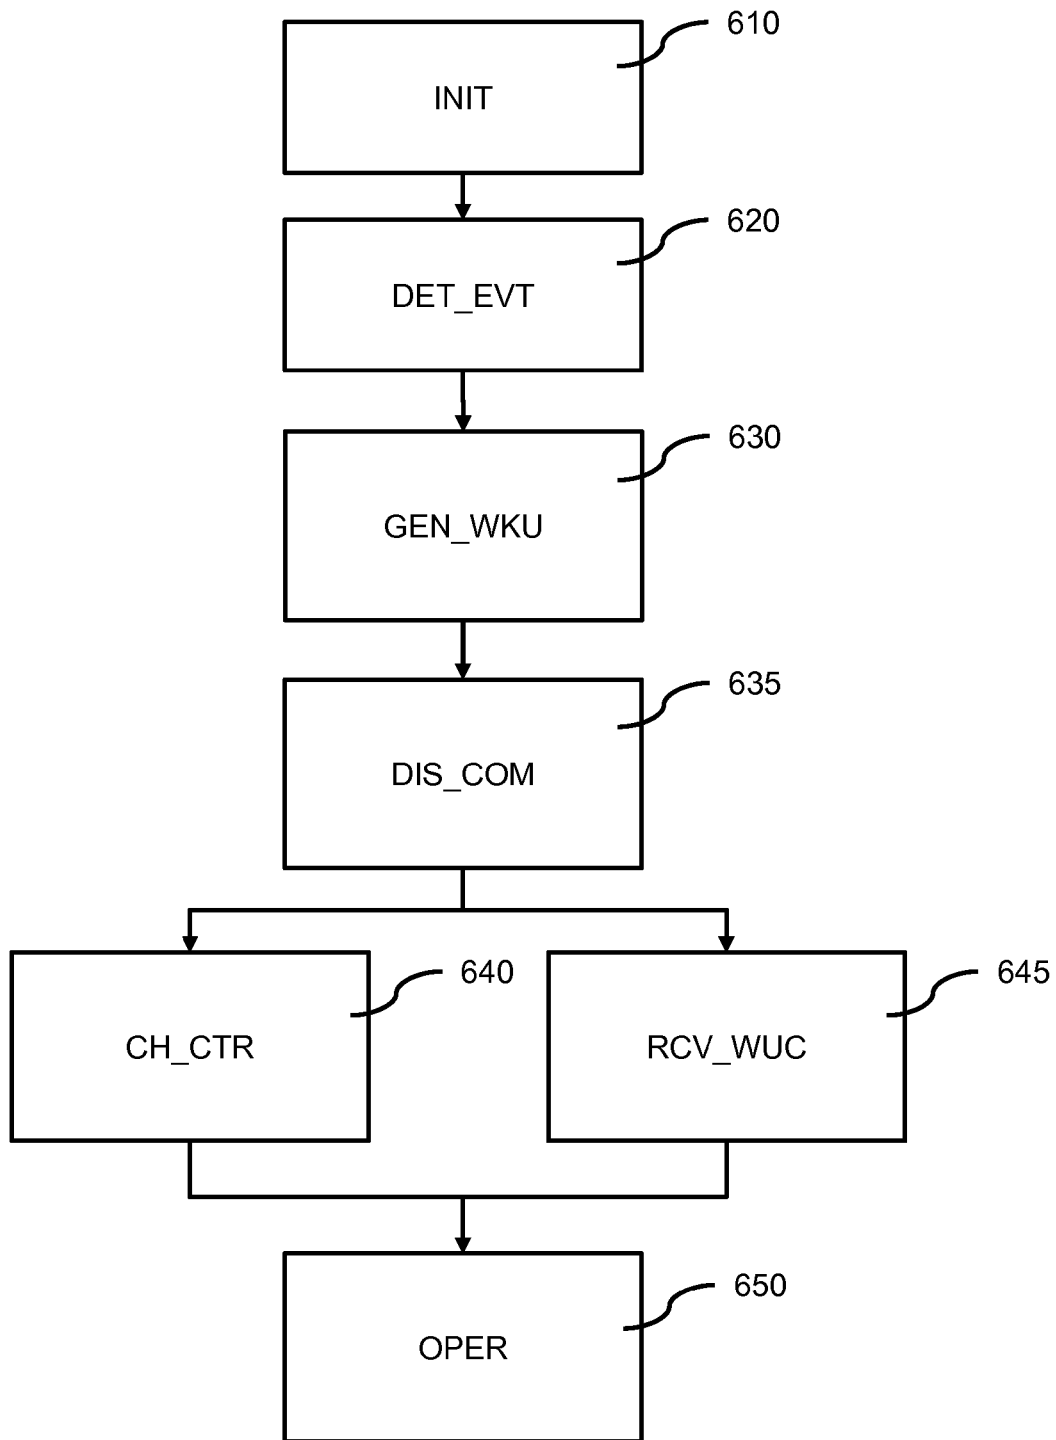 610
INIT
620
DET_EVT
630
GEN_WKU
635
DIS_COM
640
645
CH_CTR
RCV_WUC
650
OPER